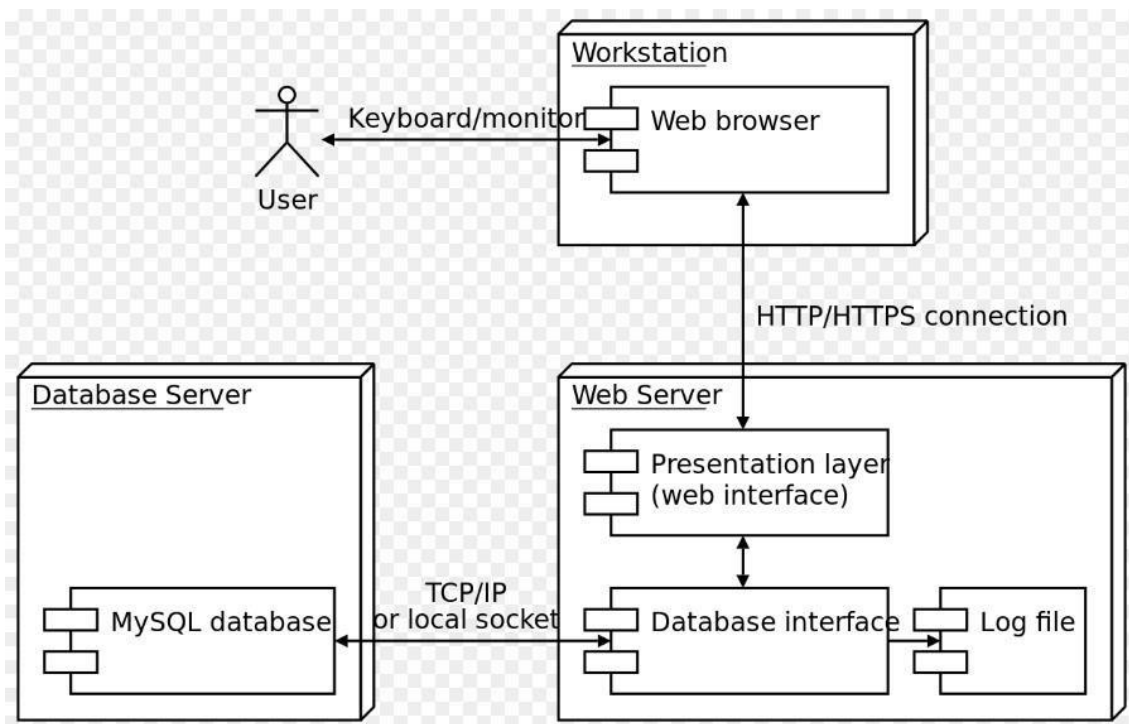 Workstation
Keyboard/monitor
Web browser
User
HTTP/HTTPS connection
Database Server
Web Server
Presentation layer
(web interface)
TCP/IP
or local socket
MySQL database
Database interface
Log file